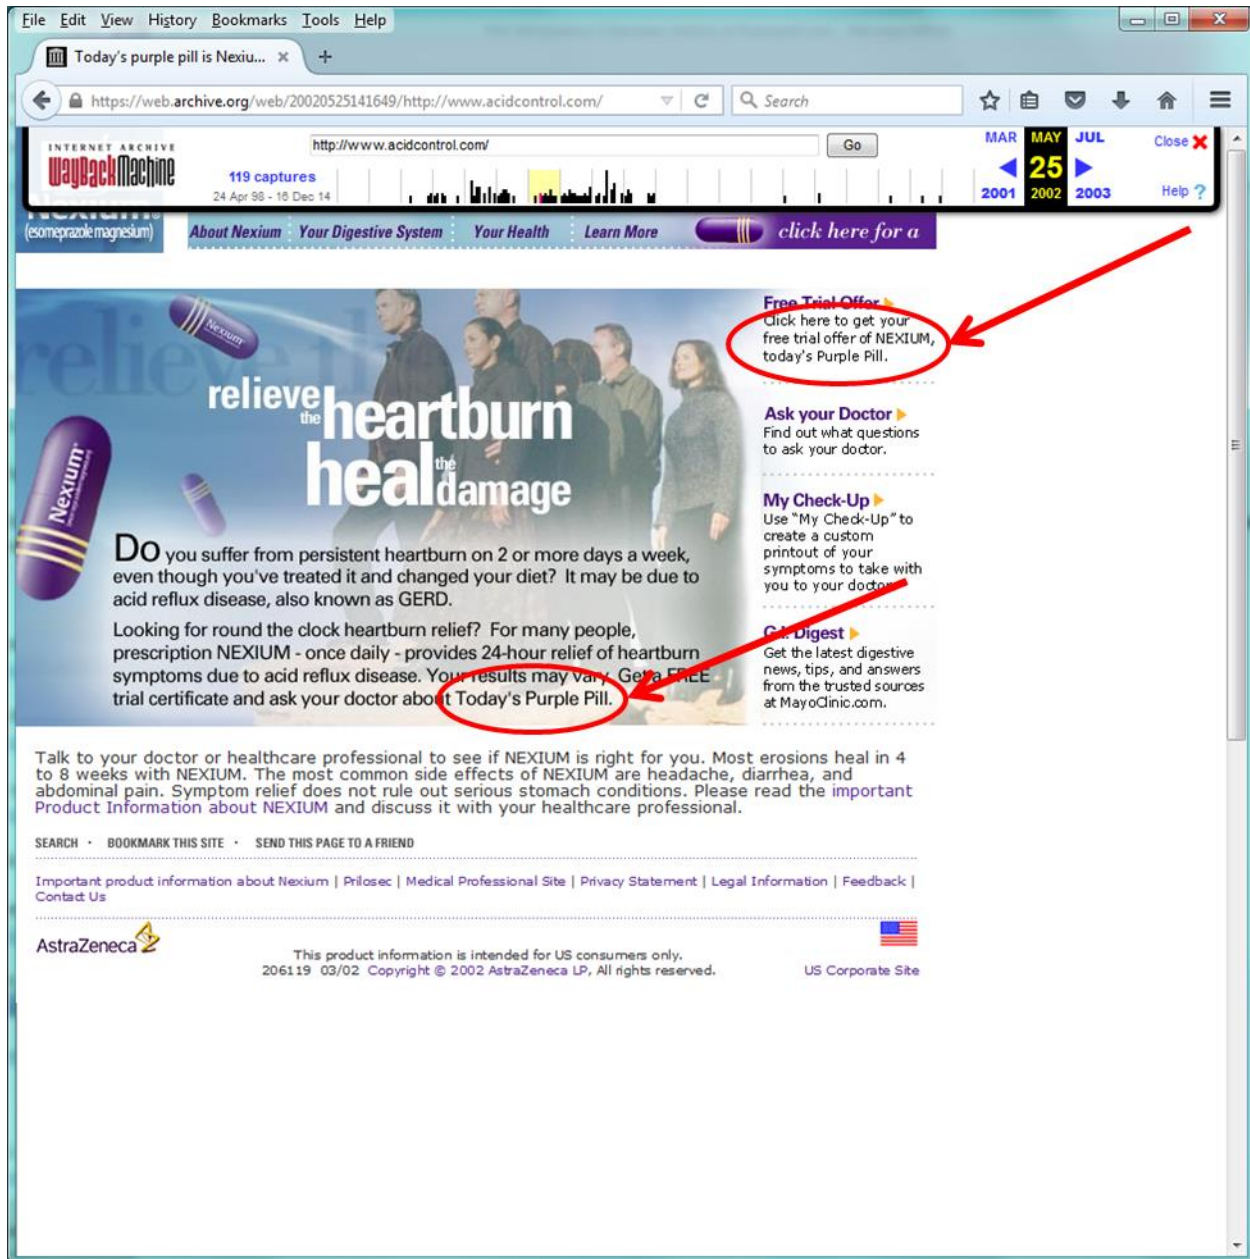 File Edit View History Bookmarks Tools Help
Today's purple pill is Nexiu...
https://web.archive.org/web/20020525141649/http://www.acidcontrol.com/
Search
INTERNET ARCHIVE
WayBackMachine
http://www.acidcontrol.com/
Go
119 captures
24 Apr 98 - 16 Dec 14
MAR MAY JUL
25
2001 2002 2003
Close
Help ?
Nexium®
(esomeprazole magnesium)
About Nexium Your Digestive System Your Health Learn More
click here for a
relieve the heartburn
heal the damage
Nexium
Nexium
Do you suffer from persistent heartburn on 2 or more days a week,
even though you've treated it and changed your diet? It may be due to
acid reflux disease, also known as GERD.
Looking for round the clock heartburn relief? For many people,
prescription NEXIUM - once daily - provides 24-hour relief of heartburn
symptoms due to acid reflux disease. Your results may vary. Get a FREE
trial certificate and ask your doctor about Today's Purple Pill.
Free Trial Offer
Click here to get your
free trial offer of NEXIUM,
today's Purple Pill.
Ask your Doctor
Find out what questions
to ask your doctor.
My Check-Up
Use "My Check-Up" to
create a custom
printout of your
symptoms to take with
you to your doctor.
G.I. Digest
Get the latest digestive
news, tips, and answers
from the trusted sources
at MayoClinic.com.
Talk to your doctor or healthcare professional to see if NEXIUM is right for you. Most erosions heal in 4
to 8 weeks with NEXIUM. The most common side effects of NEXIUM are headache, diarrhea, and
abdominal pain. Symptom relief does not rule out serious stomach conditions. Please read the important
Product Information about NEXIUM and discuss it with your healthcare professional.
SEARCH · BOOKMARK THIS SITE · SEND THIS PAGE TO A FRIEND
Important product information about Nexium | Prilosec | Medical Professional Site | Privacy Statement | Legal Information | Feedback |
Contact Us
AstraZeneca
This product information is intended for US consumers only.
206119 03/02 Copyright © 2002 AstraZeneca LP, All rights reserved.
US Corporate Site